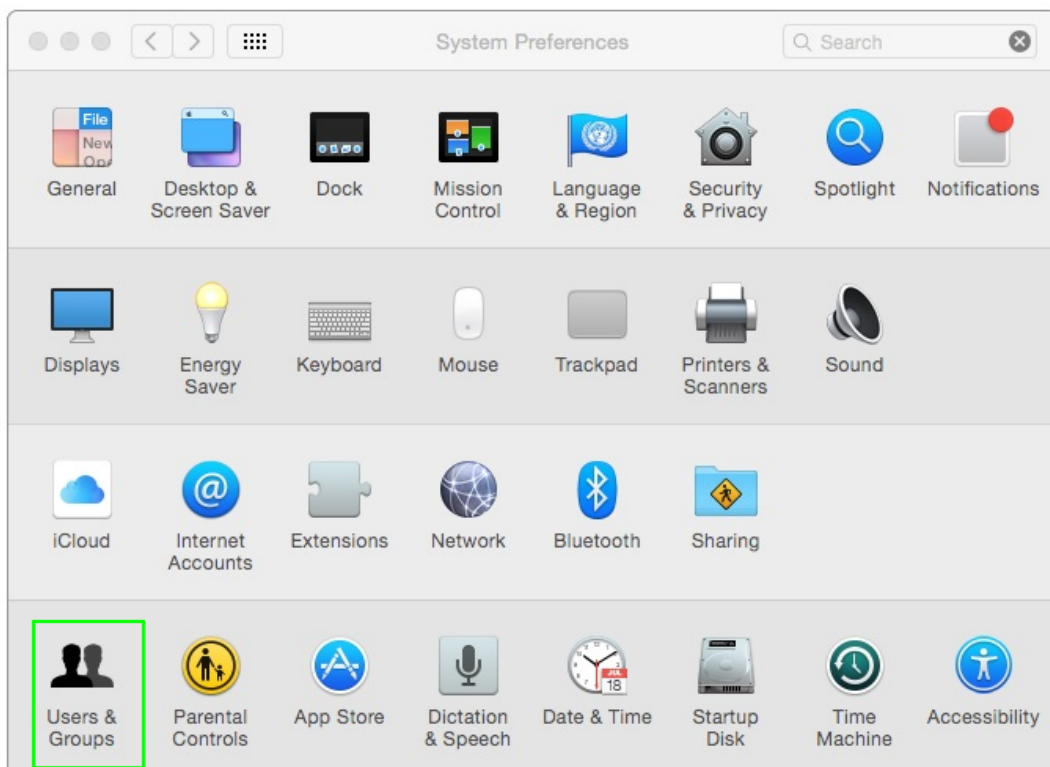 System Preferences
Search
File
New
Ope
General
Desktop &
Screen Saver
Dock
Mission
Control
Language
& Region
Security
& Privacy
Spotlight
Notifications
Displays
Energy
Saver
Keyboard
Mouse
Trackpad
Printers &
Scanners
Sound
iCloud
@
Internet
Accounts
Extensions
Network
Bluetooth
Sharing
Users &
Groups
Parental
Controls
App Store
Dictation
& Speech
JUL
18
Date & Time
Startup
Disk
Time
Machine
Accessibility